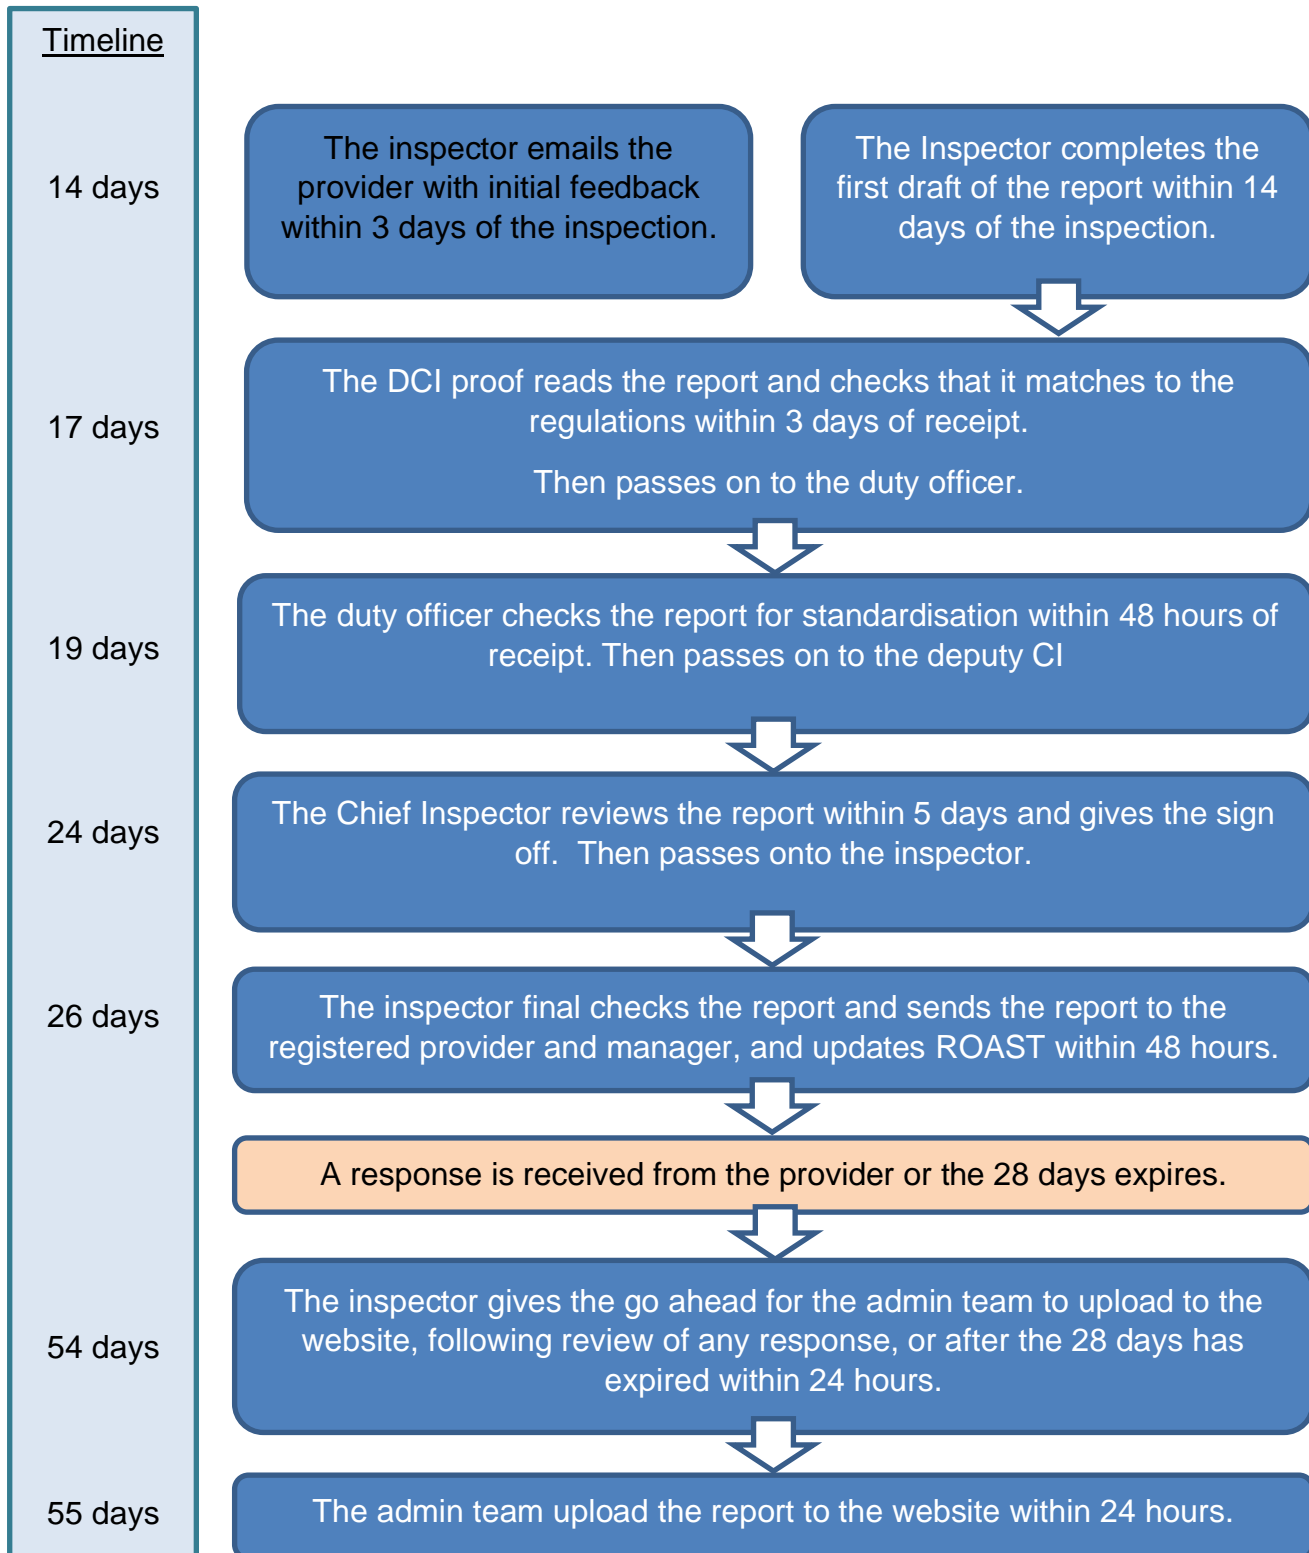 Timeline
14 days
The inspector emails the
provider with initial feedback
within 3 days of the inspection.
The Inspector completes the
first draft of the report within 14
days of the inspection.
17 days
The DCI proof reads the report and checks that it matches to the
regulations within 3 days of receipt.
Then passes on to the duty officer.
19 days
The duty officer checks the report for standardisation within 48 hours of
receipt. Then passes on to the deputy CI
24 days
The Chief Inspector reviews the report within 5 days and gives the sign
off.  Then passes onto the inspector.
26 days
The inspector final checks the report and sends the report to the
registered provider and manager, and updates ROAST within 48 hours.
A response is received from the provider or the 28 days expires.
54 days
The inspector gives the go ahead for the admin team to upload to the
website, following review of any response, or after the 28 days has
expired within 24 hours.
55 days
The admin team upload the report to the website within 24 hours.